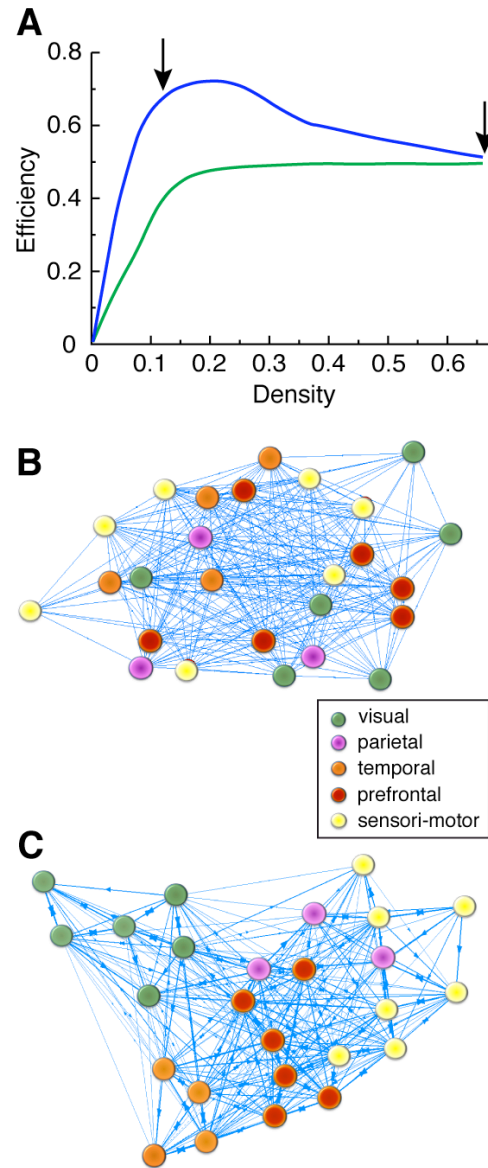 A
0.8
0.6
0.4
0.2
0
Efficiency
0 0.1 0.2 0.3 0.4 0.5 0.6
Density
B
visual
parietal
temporal
prefrontal
sensori-motor
C